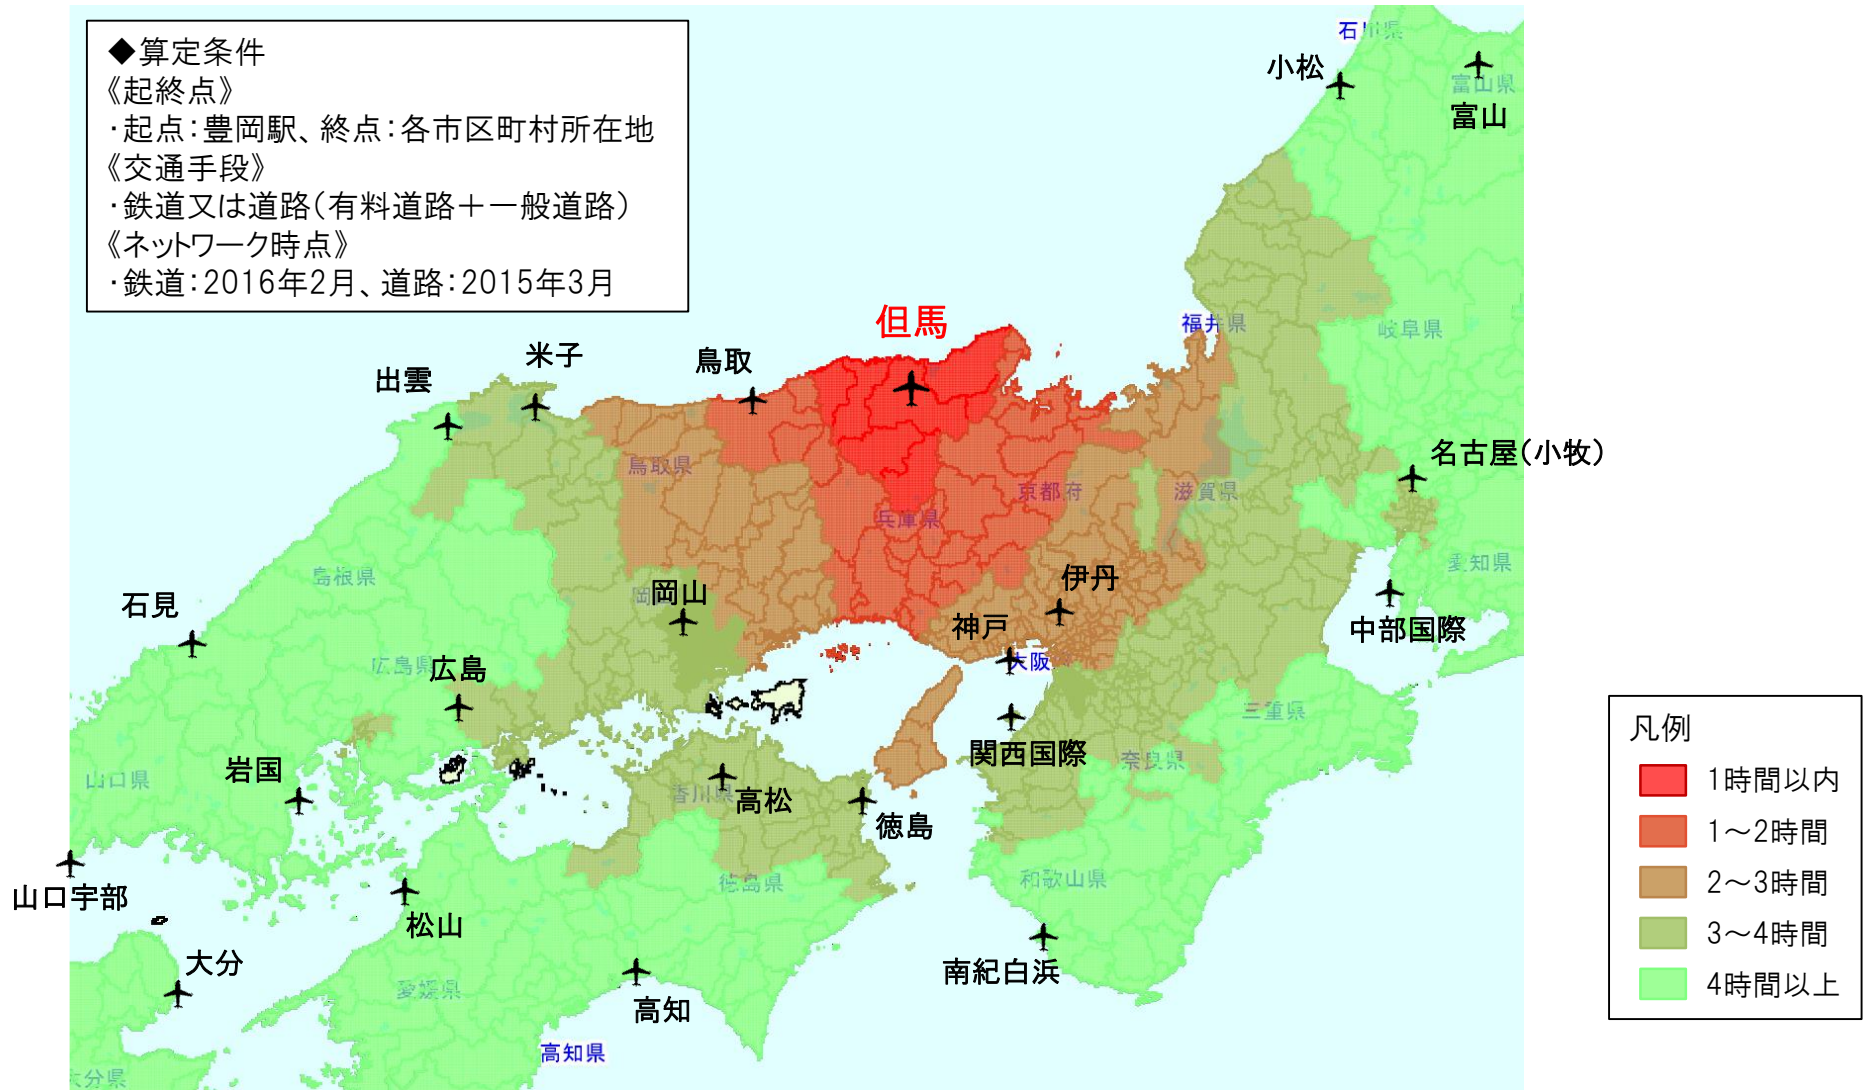 ◆算定条件
《起終点》
・起点：豊岡駅、終点：各市区町村所在地
《交通手段》
・鉄道又は道路（有料道路＋一般道路）
《ネットワーク時点》
・鉄道：2016年2月、道路：2015年3月
石川県
小松
富山県
富山
但馬
福井県
岐阜県
米子
鳥取
出雲
名古屋（小牧）
鳥取県
京都府
滋賀県
兵庫県
島根県
愛知県
石見
岡山
伊丹
神戸
中部国際
大阪
広島県
広島
三重県
関西国際
奈良県
岩国
山口県
香川県
高松
徳島
山口宇部
徳島県
和歌山県
松山
大分
南紀白浜
愛媛県
高知
高知県
大分県
凡例
1時間以内
1～2時間
2～3時間
3～4時間
4時間以上